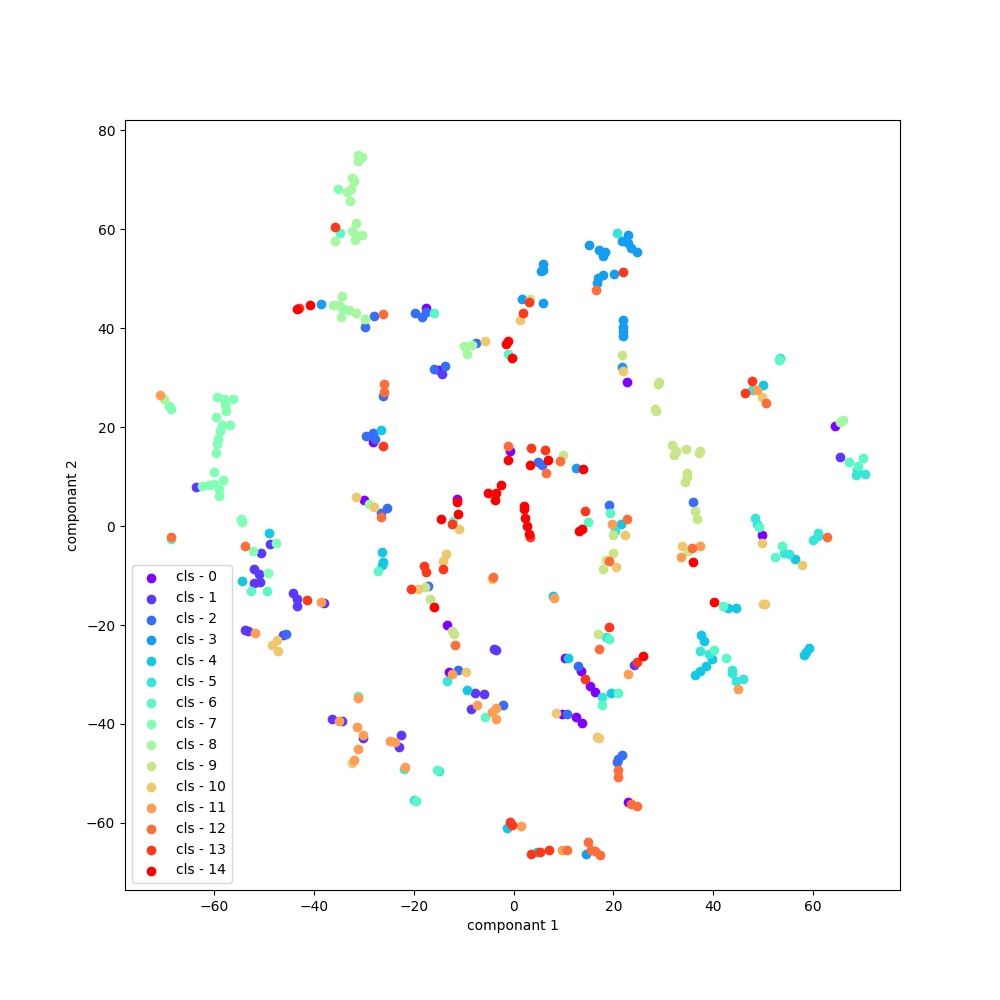 80
60
40
20
0
−20
−40
−60
componant 2
cls - 0
cls - 1
cls - 2
cls - 3
cls - 4
cls - 5
cls - 6
cls - 7
cls - 8
cls - 9
cls - 10
cls - 11
cls - 12
cls - 13
cls - 14
−60 −40 −20 0 20 40 60
componant 1